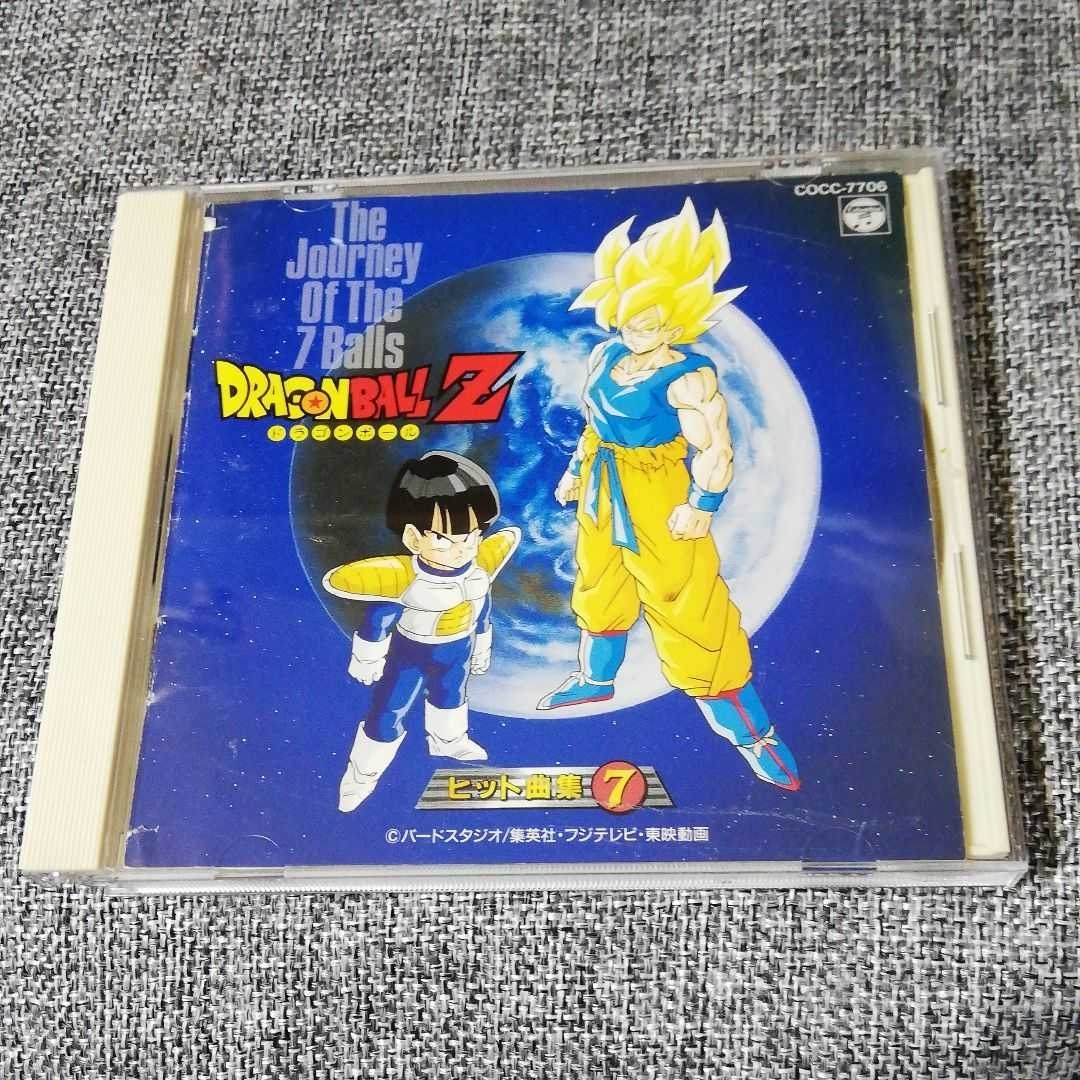 COCC-7706
The
Journey
Of The
7 Balls
DRAGON BALL Z
ドラゴンボール
ヒット曲集 7
©バードスタジオ/集英社・フジテレビ・東映動画